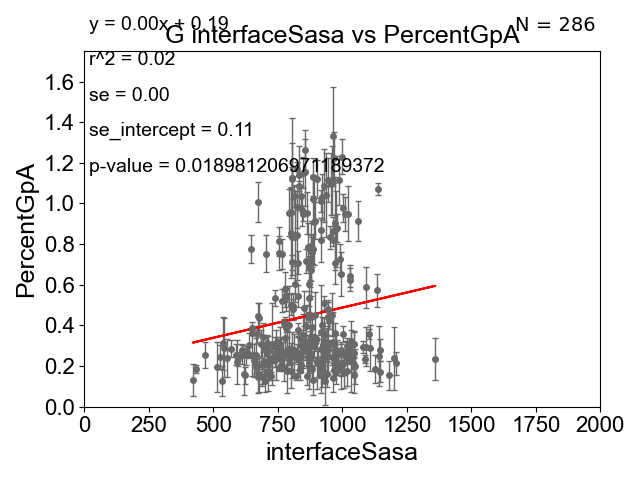 y = 0.00x + 0.19
N = 286
G interfaceSasa vs PercentGpA
r^2 = 0.02
se = 0.00
se_intercept = 0.11
p-value = 0.018981206971189372
PercentGpA
1.6
1.4
1.2
1.0
0.8
0.6
0.4
0.2
0.0
0 250 500 750 1000 1250 1500 1750 2000
interfaceSasa